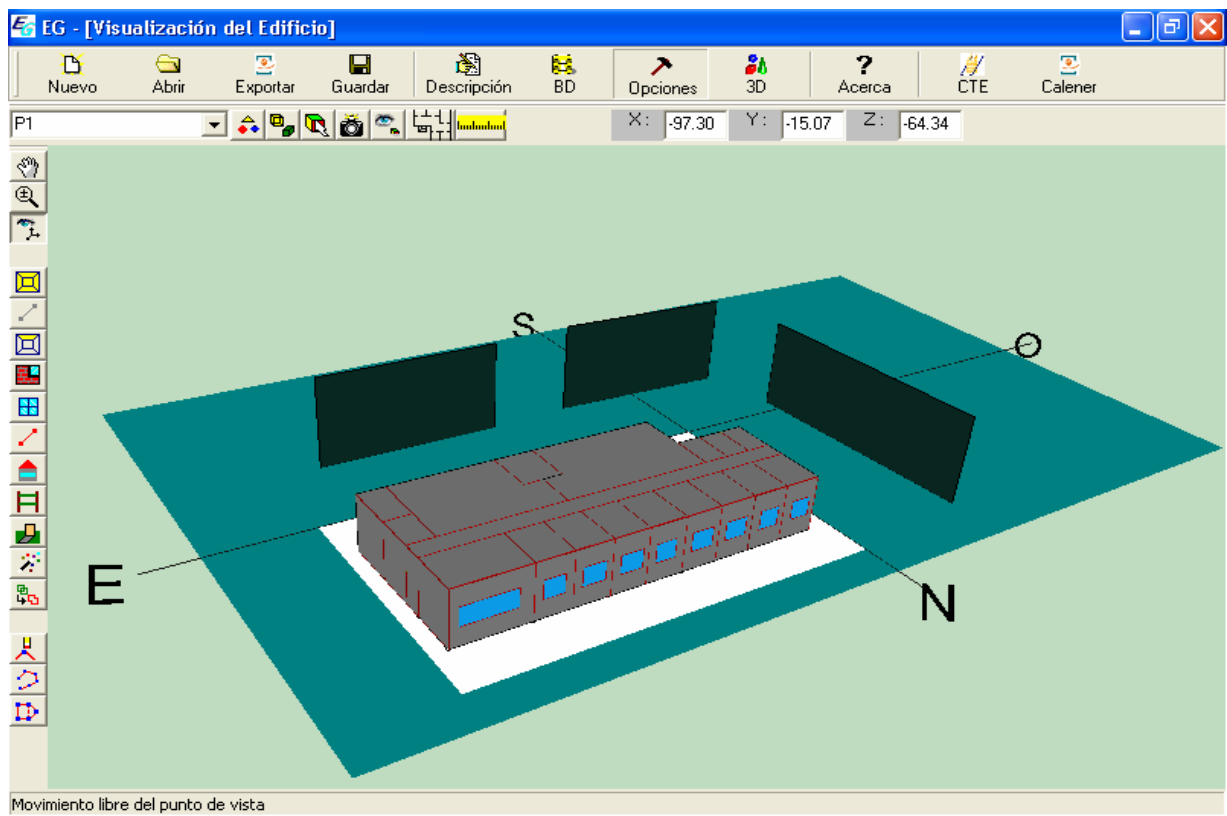 EG - [Visualización del Edificio]
Nuevo Abrir Exportar Guardar Descripción BD Opciones 3D Acerca CTE Calener
P1 X: -97.30 Y: -15.07 Z: -64.34
S
O
E
N
Movimiento libre del punto de vista